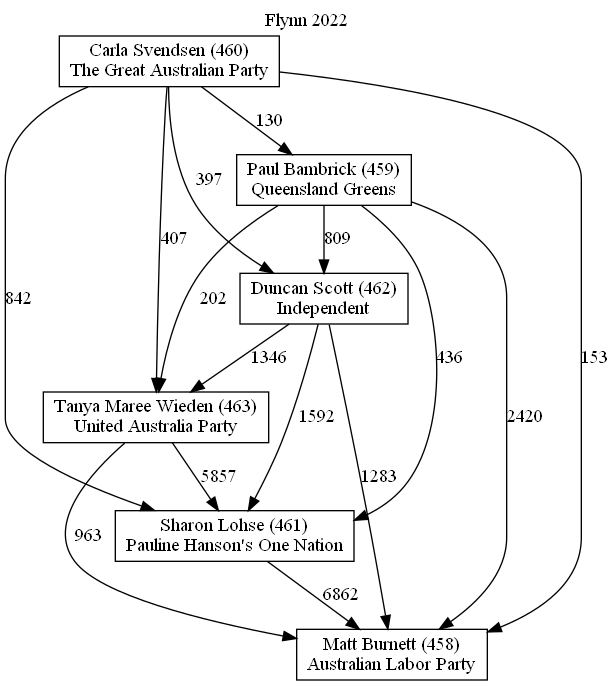 Flynn 2022
Carla Svendsen (460)
The Great Australian Party
130
Paul Bambrick (459)
Queensland Greens
397
407
809
202
842
Duncan Scott (462)
Independent
1346
436
153
Tanya Maree Wieden (463)
United Australia Party
1592
2420
5857
1283
963
Sharon Lohse (461)
Pauline Hanson's One Nation
6862
Matt Burnett (458)
Australian Labor Party